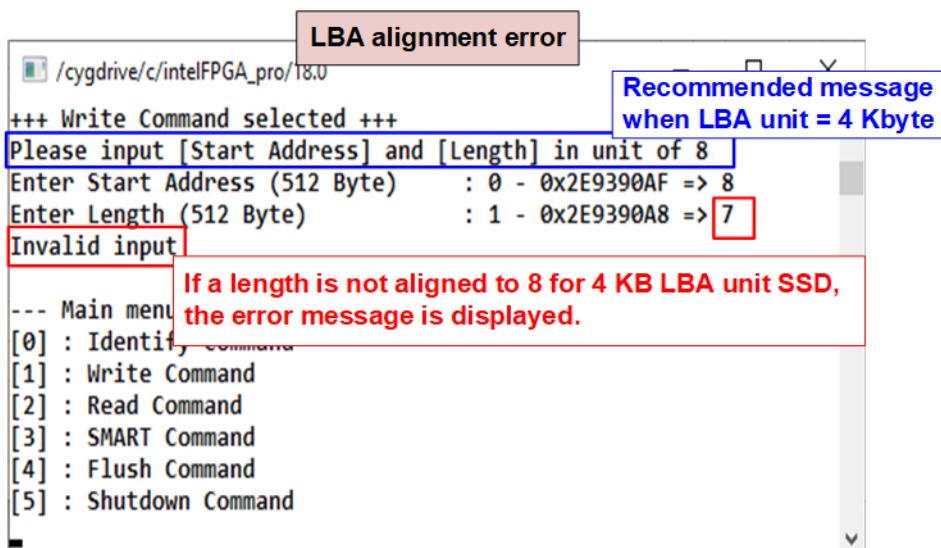 LBA alignment error
/cygdrive/c/intelFPGA_pro/18.0
Recommended message
when LBA unit = 4 Kbyte
+++ Write Command selected +++
Please input [Start Address] and [Length] in unit of 8
Enter Start Address (512 Byte) : 0 - 0x2E9390AF => 8
Enter Length (512 Byte) : 1 - 0x2E9390A8 => 7
Invalid input
If a length is not aligned to 8 for 4 KB LBA unit SSD,
the error message is displayed.
--- Main menu
[0] : Identify Command
[1] : Write Command
[2] : Read Command
[3] : SMART Command
[4] : Flush Command
[5] : Shutdown Command